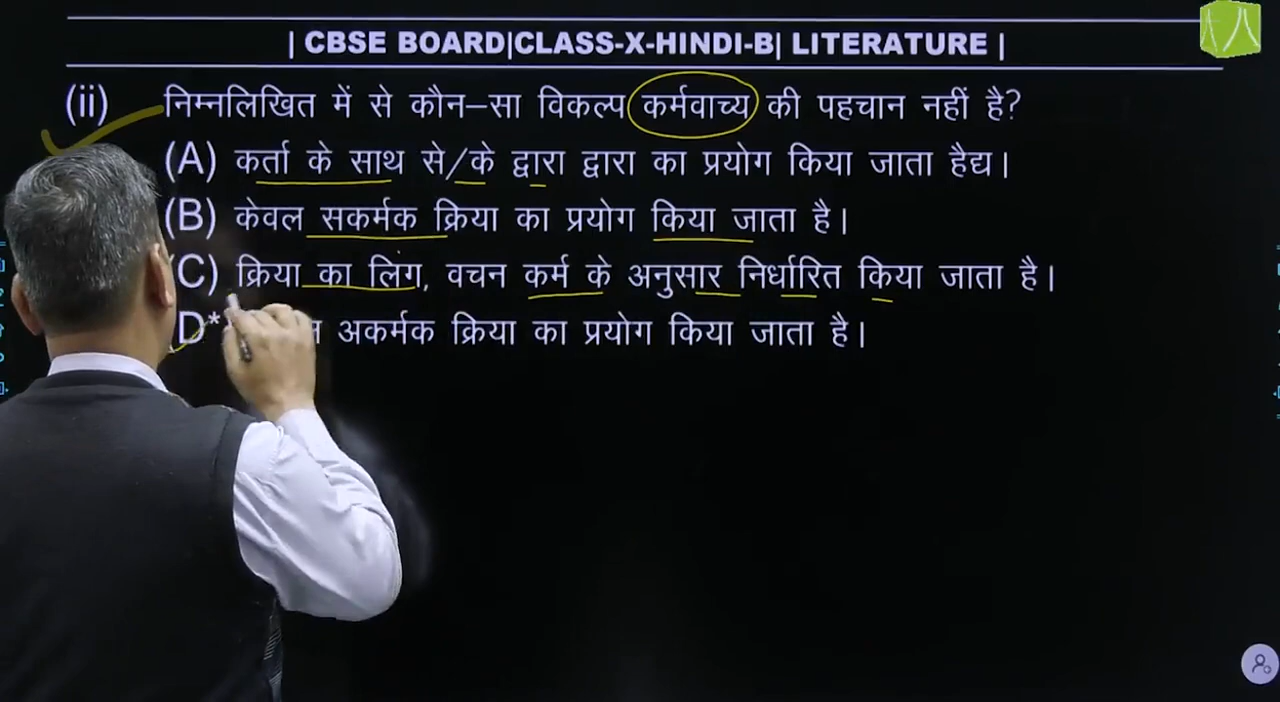 | CBSE BOARD|CLASS-X-HINDI-B| LITERATURE |
(ii) निम्नलिखित में से कौन–सा विकल्प कर्मवाच्य की पहचान नहीं है?
(A) कर्ता के साथ से/के द्वारा द्वारा का प्रयोग किया जाता हैद्य।
(B) केवल सकर्मक क्रिया का प्रयोग किया जाता है।
(C) क्रिया का लिंग, वचन कर्म के अनुसार निर्धारित किया जाता है।
(D* अकर्मक क्रिया का प्रयोग किया जाता है।